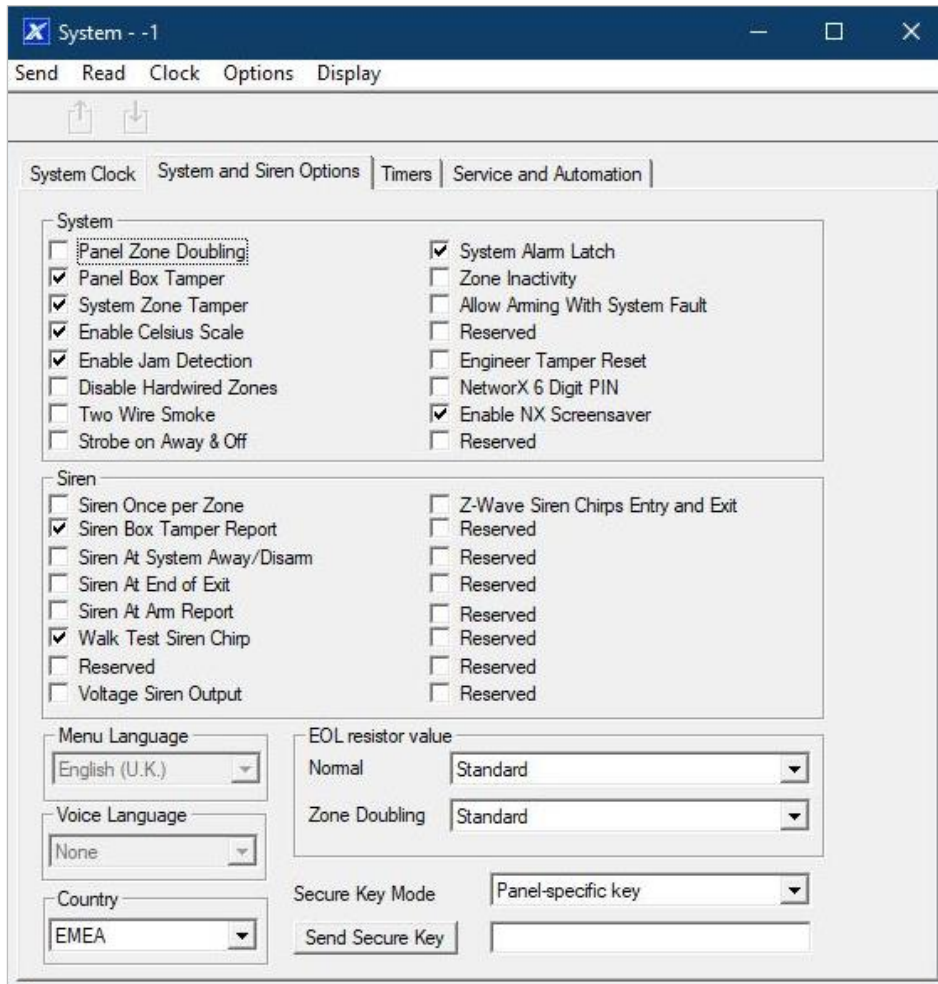 System - -1
Send Read Clock Options Display
System Clock System and Siren Options Timers Service and Automation
System
Panel Zone Doubling System Alarm Latch
Panel Box Tamper Zone Inactivity
System Zone Tamper Allow Arming With System Fault
Enable Celsius Scale Reserved
Enable Jam Detection Engineer Tamper Reset
Disable Hardwired Zones NetworX 6 Digit PIN
Two Wire Smoke Enable NX Screensaver
Strobe on Away & Off Reserved
Siren
Siren Once per Zone Z-Wave Siren Chirps Entry and Exit
Siren Box Tamper Report Reserved
Siren At System Away/Disarm Reserved
Siren At End of Exit Reserved
Siren At Arm Report Reserved
Walk Test Siren Chirp Reserved
Reserved Reserved
Voltage Siren Output Reserved
Menu Language EOL resistor value
English (U.K.) Normal Standard
Voice Language Zone Doubling Standard
None
Country Secure Key Mode Panel-specific key
EMEA Send Secure Key